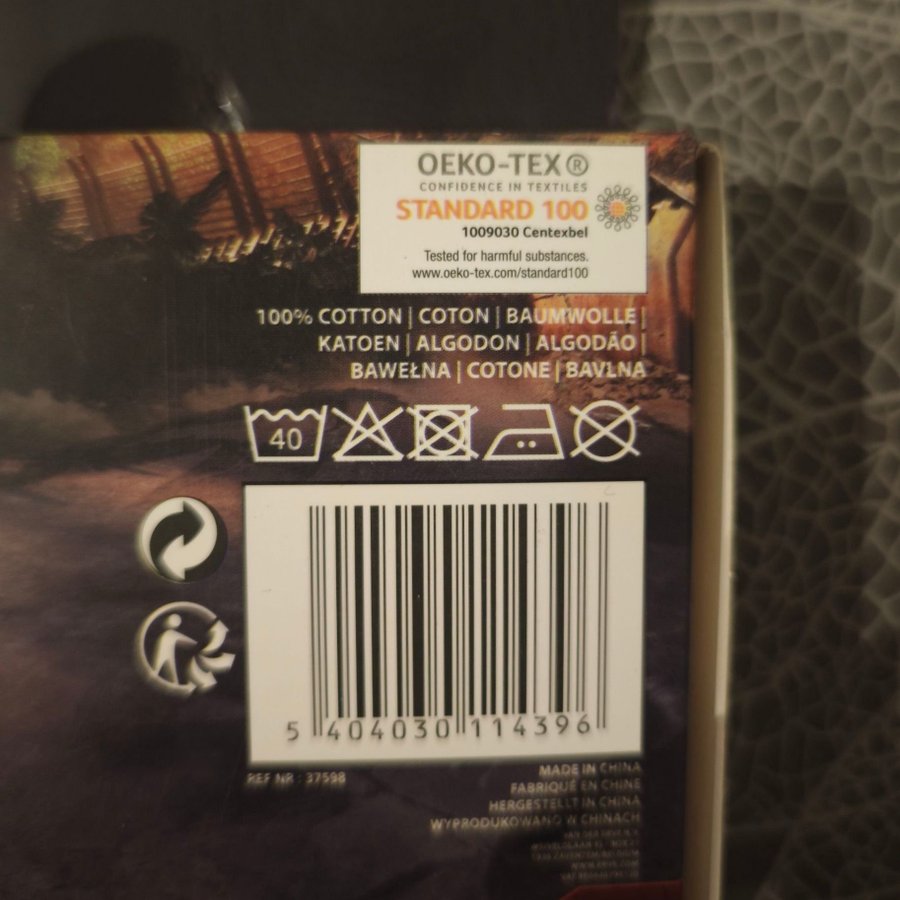 OEKO-TEX®
CONFIDENCE IN TEXTILES
STANDARD 100
1009030 Centexbel
Tested for harmful substances.
www.oeko-tex.com/standard100
100% COTTON | COTON | BAUMWOLLE |
KATOEN | ALGODON | ALGODÃO |
BAWEŁNA | COTONE | BAVLNA
40
5 404030 114396
REF NR : 37598
MADE IN CHINA
FABRIQUÉ EN CHINE
HERGESTELLT IN CHINA
WYPRODUKOWANO W CHINACH